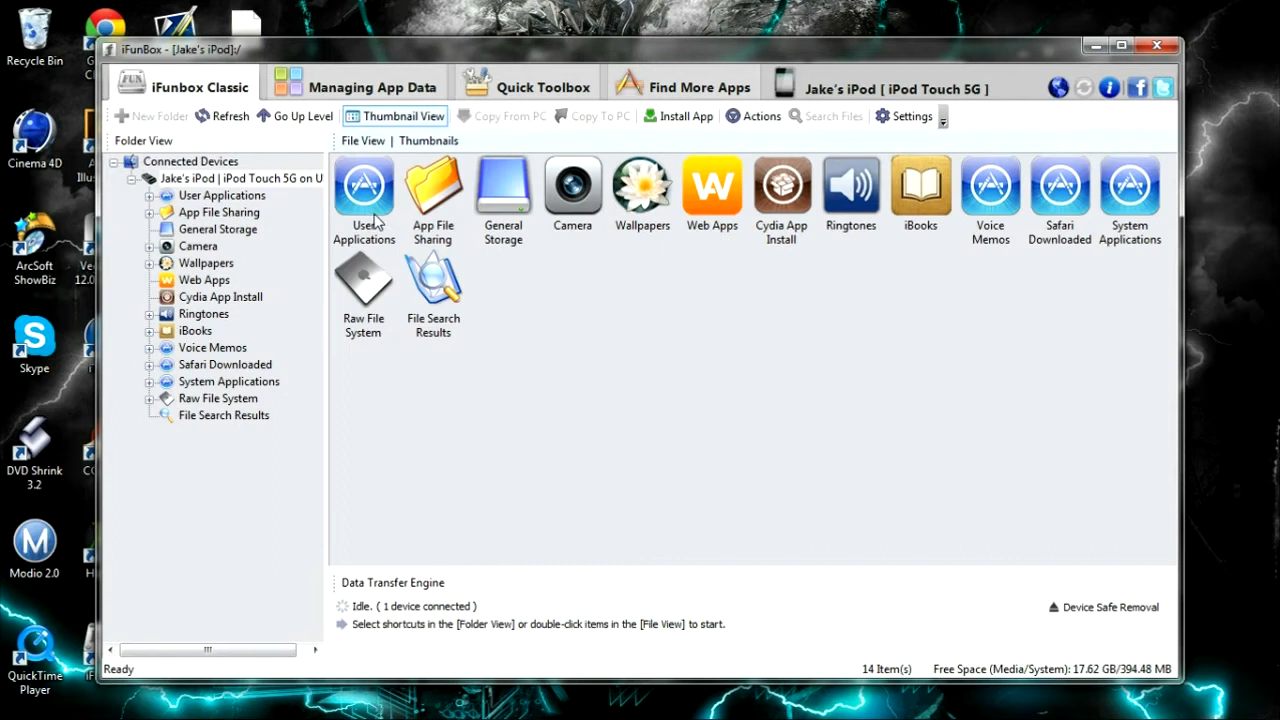 Recycle Bin
Cinema 4D
ArcSoft
ShowBiz
Skype
DVD Shrink
3.2
Modio 2.0
QuickTime
Player
iFunBox - [Jake's iPod]:/
FUN
iFunbox Classic
Managing App Data
Quick Toolbox
Find More Apps
Jake's iPod [ iPod Touch 5G ]
New Folder
Refresh
Go Up Level
Thumbnail View
Copy From PC
Copy To PC
Install App
Actions
Search Files
Settings
Folder View
File View | Thumbnails
Connected Devices
Jake's iPod | iPod Touch 5G on U
User Applications
App File Sharing
General Storage
Camera
Wallpapers
Web Apps
Cydia App Install
Ringtones
iBooks
Voice Memos
Safari Downloaded
System Applications
Raw File System
File Search Results
User
Applications
App File
Sharing
General
Storage
Camera
Wallpapers
Web Apps
Cydia App
Install
Ringtones
iBooks
Voice
Memos
Safari
Downloaded
System
Applications
Raw File
System
File Search
Results
Data Transfer Engine
Idle. ( 1 device connected )
Device Safe Removal
Select shortcuts in the [Folder View] or double-click items in the [File View] to start.
Ready
14 Item(s)
Free Space (Media/System): 17.62 GB/394.48 MB